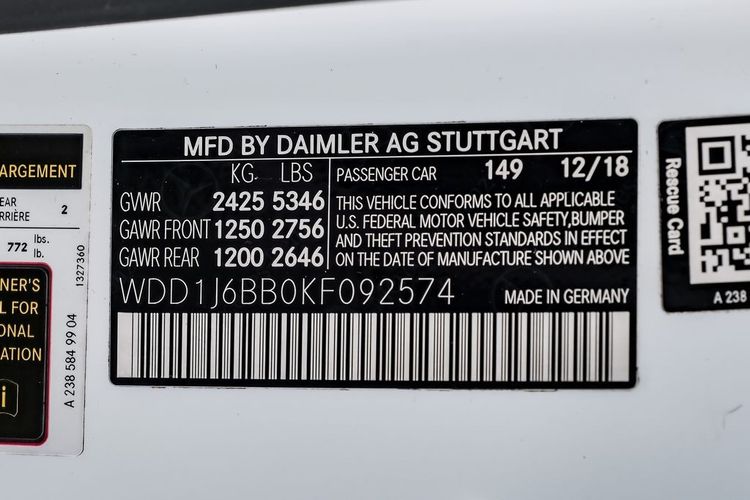 ARGEMENT
EAR
RRIÈRE 2
772 lbs.
lb.
1327360
NER'S
L FOR
ONAL
ATION
i
A 238 584 99 04
MFD BY DAIMLER AG STUTTGART
KG LBS
GVWR 2425 5346
GAWR FRONT 1250 2756
GAWR REAR 1200 2646
PASSENGER CAR 149 12/18
THIS VEHICLE CONFORMS TO ALL APPLICABLE
U.S. FEDERAL MOTOR VEHICLE SAFETY,BUMPER
AND THEFT PREVENTION STANDARDS IN EFFECT
ON THE DATE OF MANUFACTURE SHOWN ABOVE
WDD1J6BB0KF092574
MADE IN GERMANY
Rescue Card
A 238